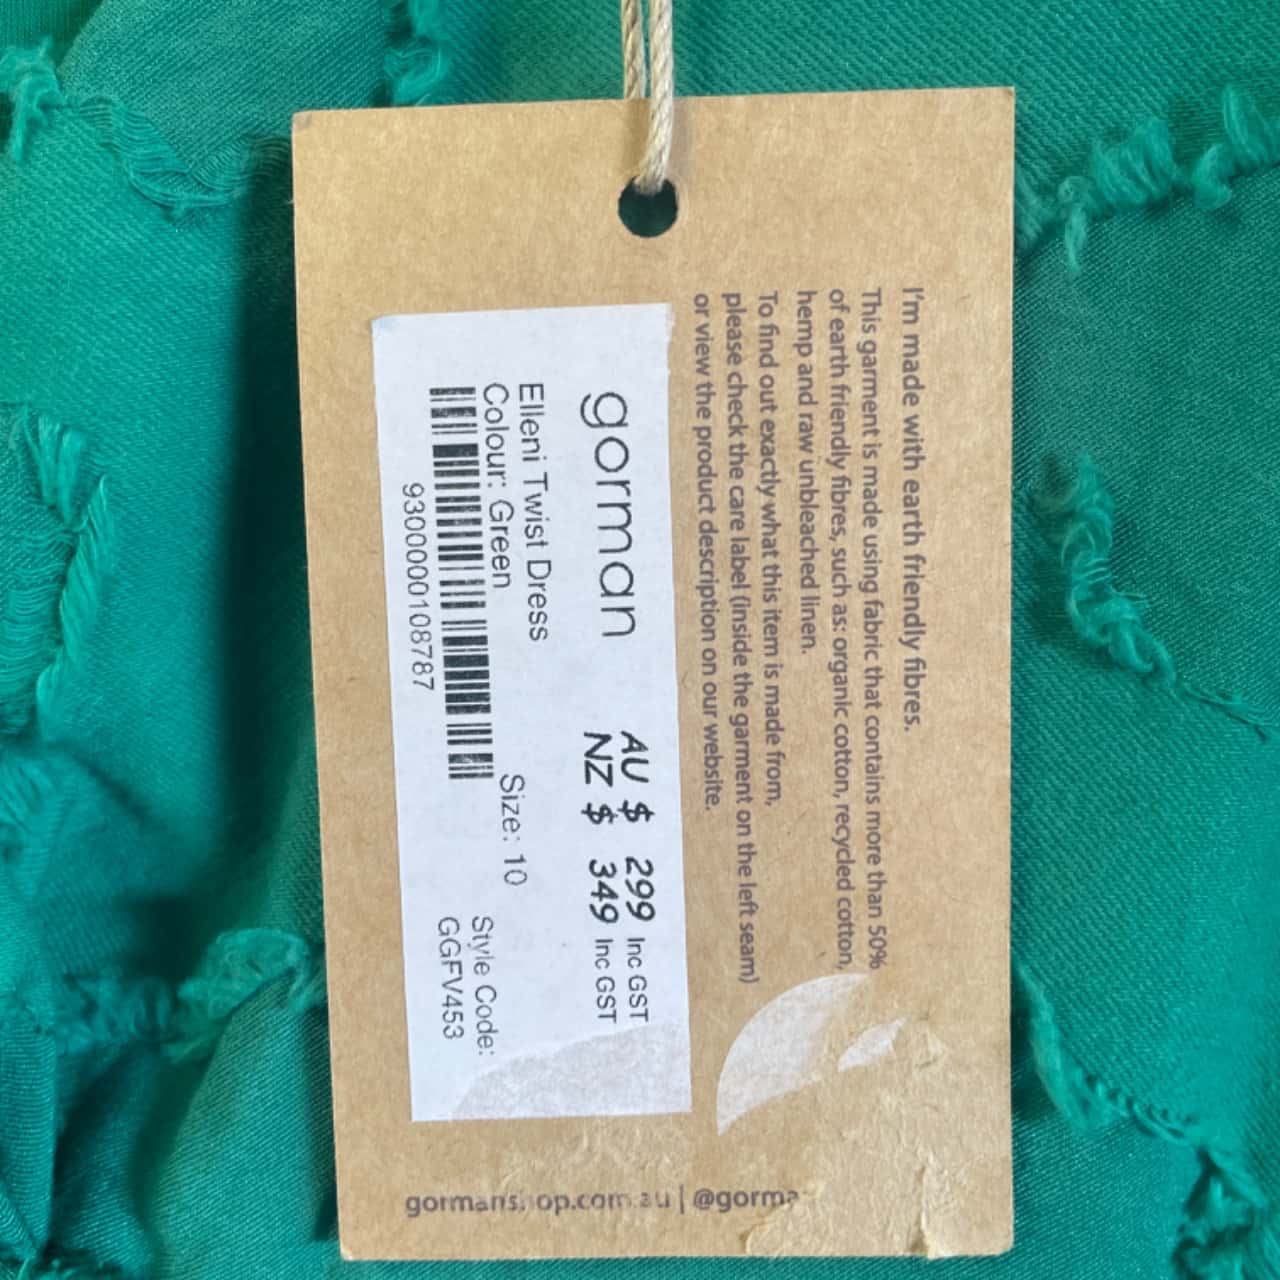 I'm made with earth friendly fibres.
This garment is made using fabric that contains more than 50%
of earth friendly fibres, such as: organic cotton, recycled cotton,
hemp and raw unbleached linen.
To find out exactly what this item is made from,
please check the care label (inside the garment on the left seam)
or view the product description on our website.
gorman
AU $ 299 Inc GST
NZ $ 349 Inc GST
Elleni Twist Dress
Colour: Green
Size: 10
Style Code:
GGFV453
9300000108787
gormanshop.com.au | @gorma